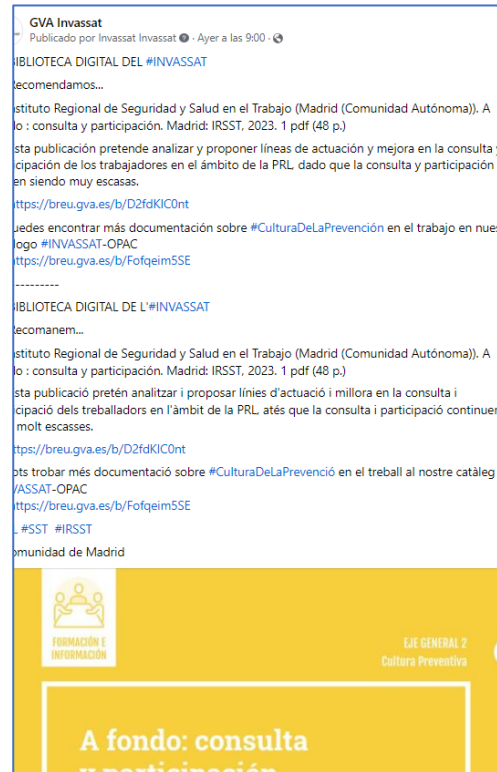 GVA Invassat
Publicado por Invassat Invassat · Ayer a las 9:00 ·
IBLIOTECA DIGITAL DEL #INVASSAT
ecomendamos...
stituto Regional de Seguridad y Salud en el Trabajo (Madrid (Comunidad Autónoma)). A
o : consulta y participación. Madrid: IRSST, 2023. 1 pdf (48 p.)
sta publicación pretende analizar y proponer líneas de actuación y mejora en la consulta y
icipación de los trabajadores en el ámbito de la PRL, dado que la consulta y participación
en siendo muy escasas.
ttps://breu.gva.es/b/D2fdKIC0nt
uedes encontrar más documentación sobre #CulturaDeLaPrevención en el trabajo en nues
logo #INVASSAT-OPAC
ttps://breu.gva.es/b/Fofqeim5SE
---------
IBLIOTECA DIGITAL DE L'#INVASSAT
ecomanem...
stituto Regional de Seguridad y Salud en el Trabajo (Madrid (Comunidad Autónoma)). A
o : consulta y participación. Madrid: IRSST, 2023. 1 pdf (48 p.)
sta publicació pretén analitzar i proposar línies d'actuació i millora en la consulta i
icipació dels treballadors en l'àmbit de la PRL, atés que la consulta i participació continuen
molt escasses.
ttps://breu.gva.es/b/D2fdKIC0nt
ots trobar més documentació sobre #CulturaDeLaPrevenció en el treball al nostre catàleg
VASSAT-OPAC
ttps://breu.gva.es/b/Fofqeim5SE
L #SST #IRSST
omunidad de Madrid
FORMACIÓN E
INFORMACIÓN
EJE GENERAL 2
Cultura Preventiva
A fondo: consulta
y participación